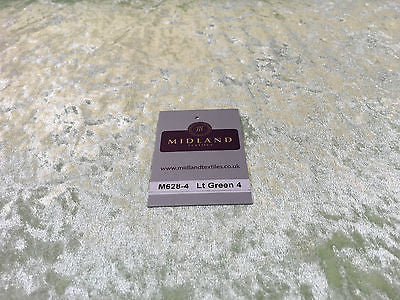 M
MIDLAND
TEXTILES
www.midlandtextiles.co.uk
M628-4 Lt Green 4